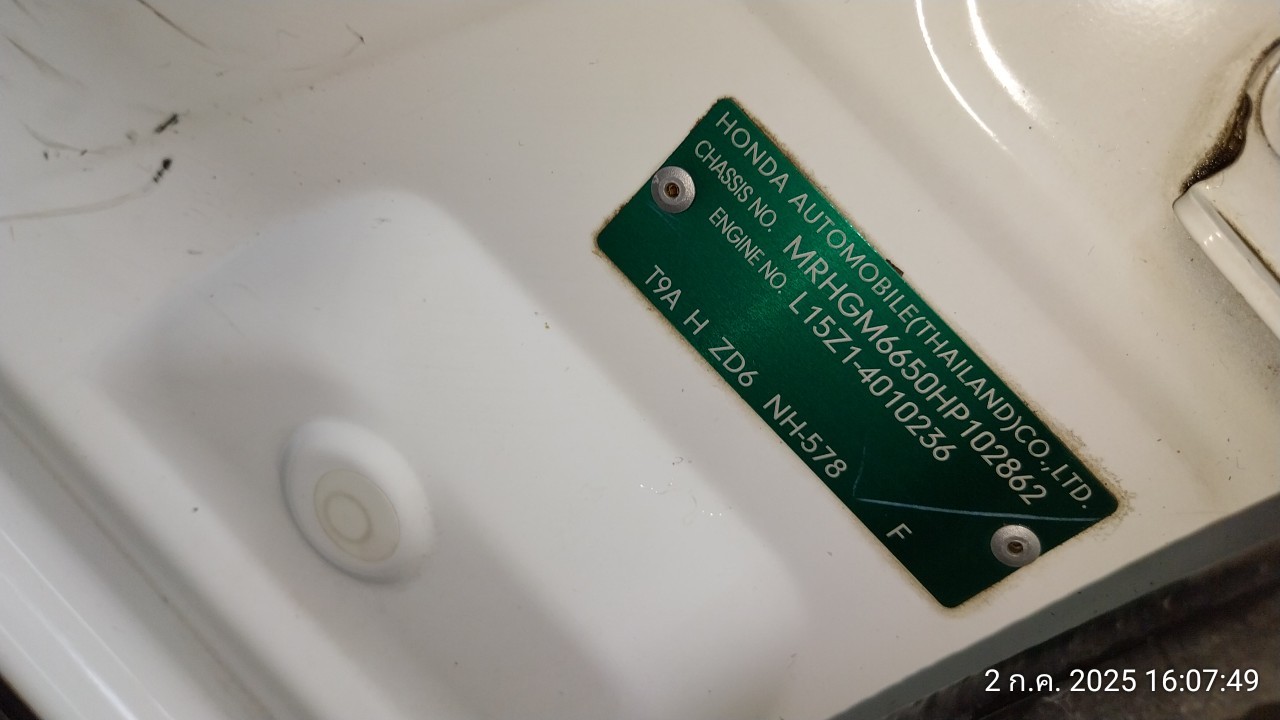 HONDA AUTOMOBILE(THAILAND)CO.,LTD.
CHASSIS NO. MRHGM6650HP102862
ENGINE NO. L15Z1-4010236
T9A H ZD6 NH-578 F
2 ก.ค. 2025 16:07:49